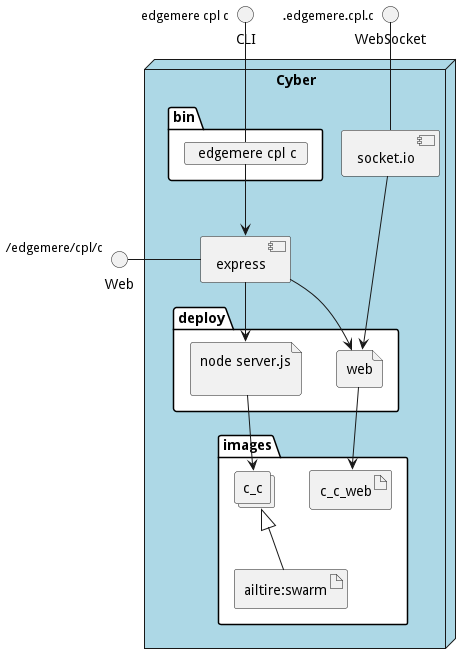 edgemere cpl c
.edgemere.cpl.c
CLI
WebSocket
Cyber
bin
edgemere cpl c
socket.io
/edgemere/cpl/c
express
Web
deploy
node server.js
web
images
c_c
c_c_web
ailtire:swarm